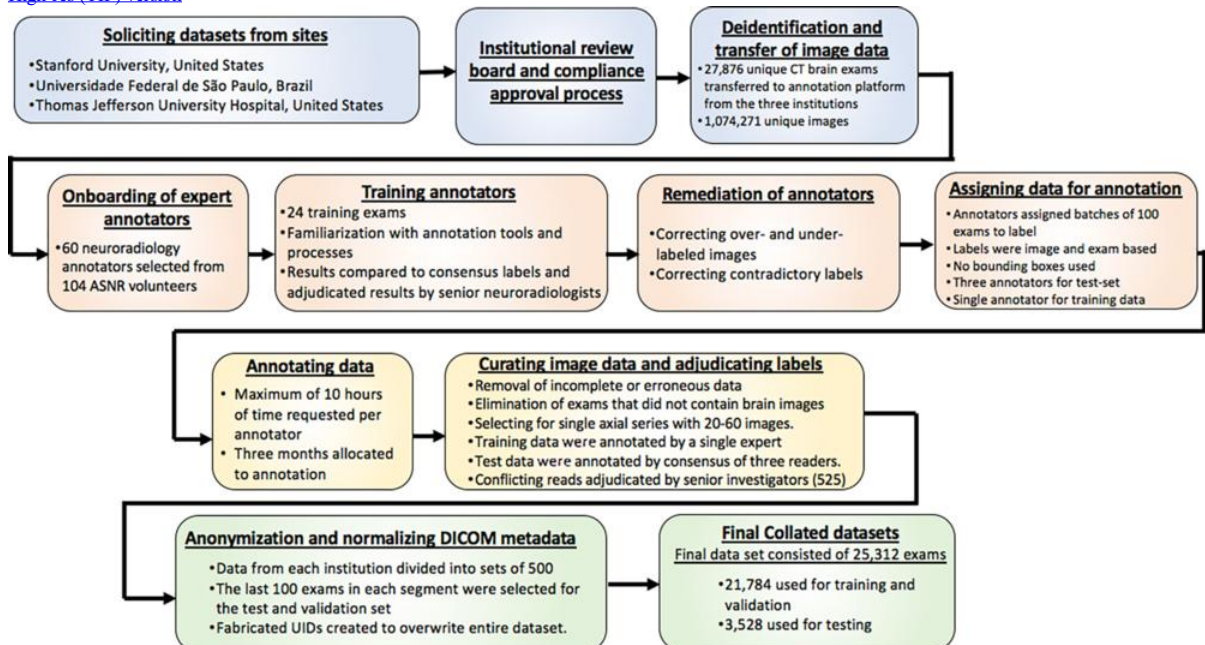 Soliciting datasets from sites
•Stanford University, United States
•Universidade Federal de São Paulo, Brazil
•Thomas Jefferson University Hospital, United States
Institutional review
board and compliance
approval process
Deidentification and
transfer of image data
•27,876 unique CT brain exams
transferred to annotation platform
from the three institutions
•1,074,271 unique images
Onboarding of expert
annotators
•60 neuroradiology
annotators selected from
104 ASNR volunteers
Training annotators
•24 training exams
•Familiarization with annotation tools and
processes
•Results compared to consensus labels and
adjudicated results by senior neuroradiologists
Remediation of annotators
•Correcting over- and under-
labeled images
•Correcting contradictory labels
Assigning data for annotation
•Annotators assigned batches of 100
exams to label
•Labels were image and exam based
•No bounding boxes used
•Three annotators for test-set
•Single annotator for training data
Annotating data
• Maximum of 10 hours
of time requested per
annotator
• Three months allocated
to annotation
Curating image data and adjudicating labels
•Removal of incomplete or erroneous data
•Elimination of exams that did not contain brain images
•Selecting for single axial series with 20-60 images.
•Training data were annotated by a single expert
•Test data were annotated by consensus of three readers.
•Conflicting reads adjudicated by senior investigators (525)
Anonymization and normalizing DICOM metadata
•Data from each institution divided into sets of 500
•The last 100 exams in each segment were selected for
the test and validation set
•Fabricated UIDs created to overwrite entire dataset.
Final Collated datasets
Final data set consisted of 25,312 exams
•21,784 used for training and
validation
•3,528 used for testing